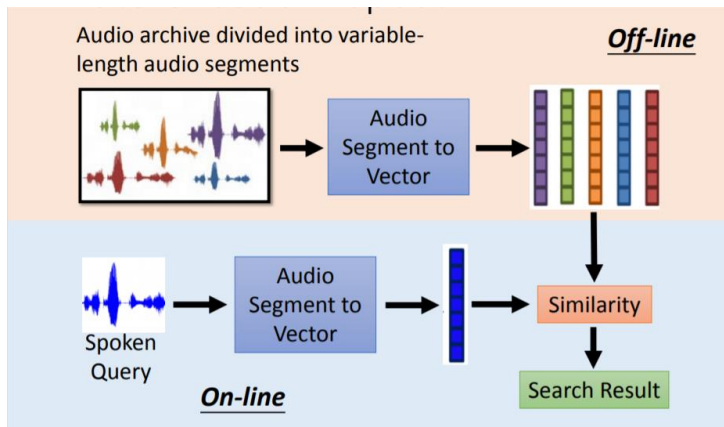 Audio archive divided into variable-
length audio segments
Off-line
Audio
Segment to
Vector
Audio
Segment to
Vector
Spoken
Query
Similarity
Search Result
On-line